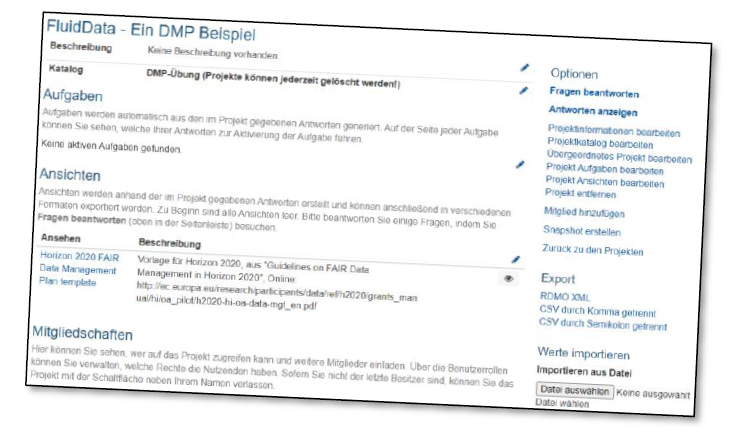 FluidData - Ein DMP Beispiel
Beschreibung Keine Beschreibung vorhanden.
Katalog DMP-Übung (Projekte können jederzeit gelöscht werden!)
Aufgaben
Aufgaben werden automatisch aus den im Projekt gegebenen Antworten generiert. Auf der Seite jeder Aufgabe
können Sie sehen, welche Ihrer Antworten zur Aktivierung der Aufgabe führen.
Keine aktiven Aufgaben gefunden.
Ansichten
Ansichten werden anhand der im Projekt gegebenen Antworten erstellt und können anschließend in verschiedenen
Formaten exportiert werden. Zu Beginn sind alle Ansichten leer. Bitte beantworten Sie einige Fragen, indem Sie
Fragen beantworten (oben in der Seitenleiste) besuchen.
Ansehen Beschreibung
Horizon 2020 FAIR
Data Management
Plan template
Vorlage für Horizon 2020, aus "Guidelines on FAIR Data
Management in Horizon 2020", Online:
http://ec.europa.eu/research/participants/data/ref/h2020/grants_man
ual/hi/oa_pilot/h2020-hi-oa-data-mgt_en.pdf
Mitgliedschaften
Hier können Sie sehen, wer auf das Projekt zugreifen kann und weitere Mitglieder einladen. Über die Benutzerrollen
können Sie verwalten, welche Rechte die Nutzenden haben. Sofern Sie nicht der letzte Besitzer sind, können Sie das
Projekt mit der Schaltfläche neben Ihrem Namen verlassen.
Optionen
Fragen beantworten
Antworten anzeigen
Projektinformationen bearbeiten
Projektkatalog bearbeiten
Übergeordnetes Projekt bearbeiten
Projekt Aufgaben bearbeiten
Projekt Ansichten bearbeiten
Projekt entfernen
Mitglied hinzufügen
Snapshot erstellen
Zurück zu den Projekten
Export
RDMO XML
CSV durch Komma getrennt
CSV durch Semikolon getrennt
Werte importieren
Importieren aus Datei
Datei auswählen Keine ausgewählt
Datei wählen